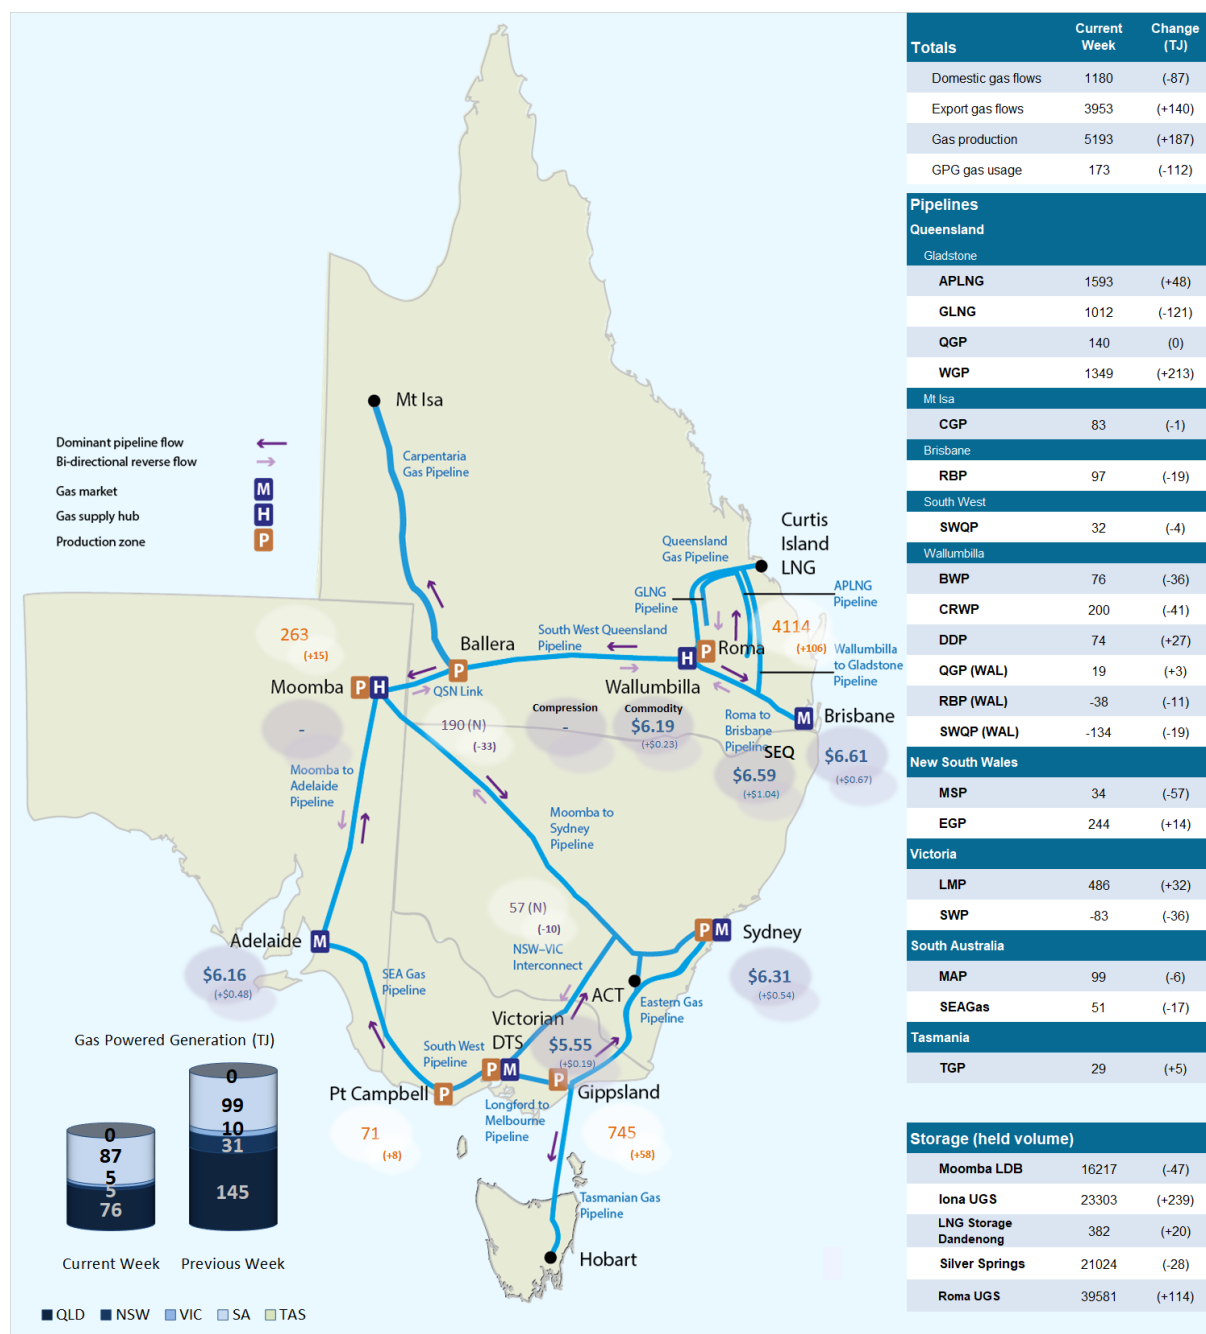 Mt Isa
Dominant pipeline flow
Bi-directional reverse flow
Gas market M
Gas supply hub H
Production zone P
Carpentaria
Gas Pipeline
Curtis
Island
LNG
Queensland
Gas Pipeline
GLNG
Pipeline
APLNG
Pipeline
263
(+15)
Ballera
South West Queensland
Pipeline
4114
(+106)
H P Roma
Wallumbilla
to Gladstone
Pipeline
Moomba P H
P
QSN Link
Wallumbilla
M Brisbane
-
190 (N)
(-33)
Compression
-
Commodity
$6.19
(+$0.23)
Roma to
Brisbane
Pipeline
SEQ
$6.59
(+$1.04)
$6.61
(+$0.67)
Moomba to
Adelaide
Pipeline
Moomba to
Sydney
Pipeline
57 (N)
(-10)
NSW–VIC
Interconnect
P M Sydney
$6.31
(+$0.54)
Adelaide M
$6.16
(+$0.48)
SEA Gas
Pipeline
ACT
Eastern Gas
Pipeline
Victorian
DTS
$5.55
(+$0.19)
South West
Pipeline
P M
P
Gippsland
Pt Campbell P
Longford to
Melbourne
Pipeline
71
(+8)
745
(+58)
Tasmanian Gas
Pipeline
Hobart
Gas Powered Generation (TJ)
0
87
5
5
76
0
99
10
31
145
Current Week Previous Week
QLD NSW VIC SA TAS
Totals Current Week Change (TJ)
Domestic gas flows 1180 (-87)
Export gas flows 3953 (+140)
Gas production 5193 (+187)
GPG gas usage 173 (-112)
Pipelines
Queensland
Gladstone
APLNG 1593 (+48)
GLNG 1012 (-121)
QGP 140 (0)
WGP 1349 (+213)
Mt Isa
CGP 83 (-1)
Brisbane
RBP 97 (-19)
South West
SWQP 32 (-4)
Wallumbilla
BWP 76 (-36)
CRWP 200 (-41)
DDP 74 (+27)
QGP (WAL) 19 (+3)
RBP (WAL) -38 (-11)
SWQP (WAL) -134 (-19)
New South Wales
MSP 34 (-57)
EGP 244 (+14)
Victoria
LMP 486 (+32)
SWP -83 (-36)
South Australia
MAP 99 (-6)
SEAGas 51 (-17)
Tasmania
TGP 29 (+5)
Storage (held volume)
Moomba LDB 16217 (-47)
Iona UGS 23303 (+239)
LNG Storage
Dandenong 382 (+20)
Silver Springs 21024 (-28)
Roma UGS 39581 (+114)